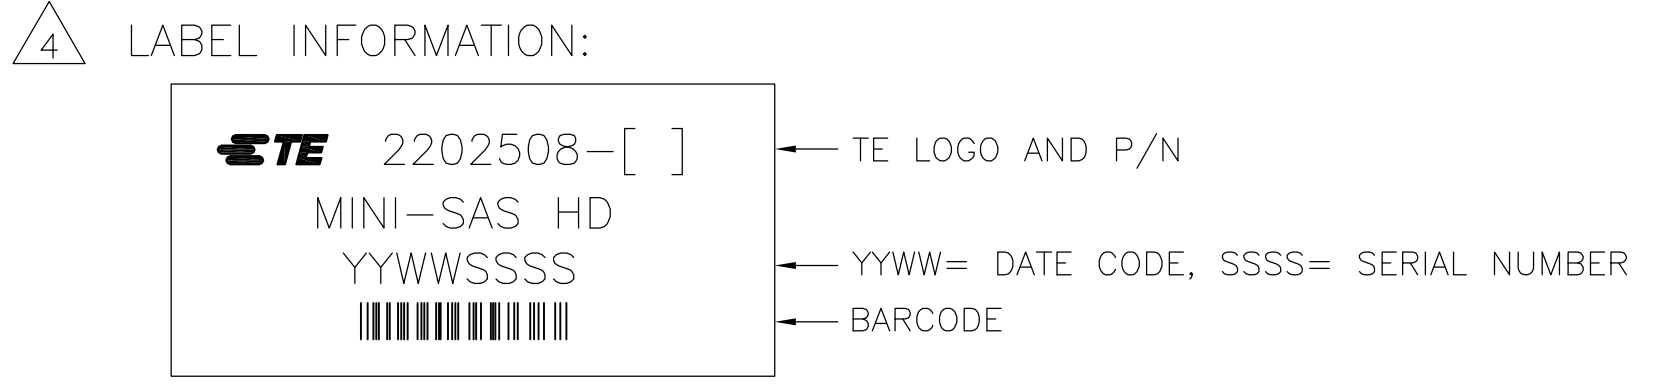 4 LABEL INFORMATION:
TE 2202508-[ ] TE LOGO AND P/N
MINI-SAS HD
YYWWSSSS YYWW= DATE CODE, SSSS= SERIAL NUMBER
BARCODE